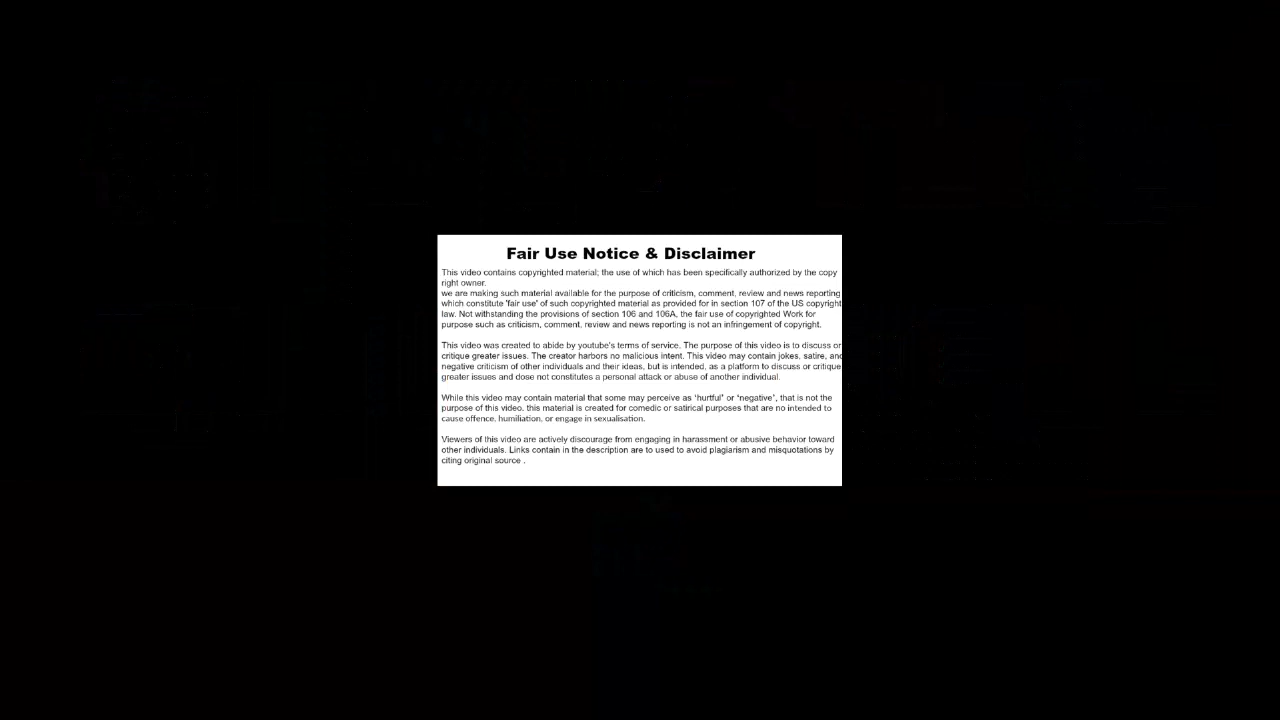 Fair Use Notice & Disclaimer
This video contains copyrighted material; the use of which has been specifically authorized by the copy
right owner.
we are making such material available for the purpose of criticism, comment, review and news reporting
which constitute 'fair use' of such copyrighted material as provided for in section 107 of the US copyright
law. Not withstanding the provisions of section 106 and 106A, the fair use of copyrighted Work for
purpose such as criticism, comment, review and news reporting is not an infringement of copyright.
This video was created to abide by youtube's terms of service. The purpose of this video is to discuss or
critique greater issues. The creator harbors no malicious intent. This video may contain jokes, satire, and
negative criticism of other individuals and their ideas, but is intended, as a platform to discuss or critique
greater issues and dose not constitutes a personal attack or abuse of another individual.
While this video may contain material that some may perceive as 'hurtful' or 'negative', that is not the
purpose of this video. this material is created for comedic or satirical purposes that are no intended to
cause offence, humiliation, or engage in sexualisation.
Viewers of this video are actively discourage from engaging in harassment or abusive behavior toward
other individuals. Links contain in the description are to used to avoid plagiarism and misquotations by
citing original source .